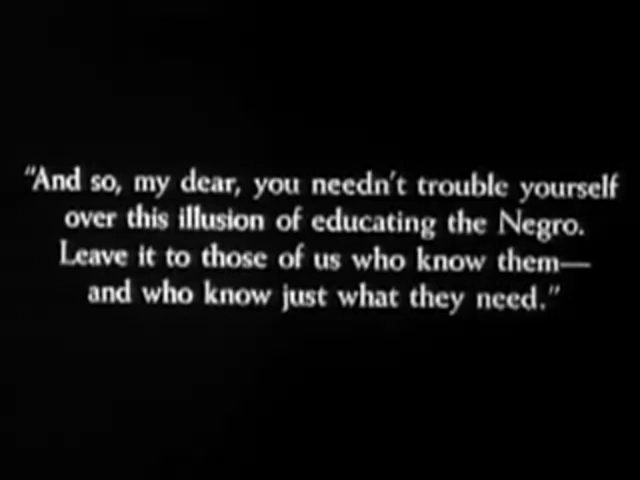 "And so, my dear, you needn't trouble yourself
over this illusion of educating the Negro.
Leave it to those of us who know them—
and who know just what they need."